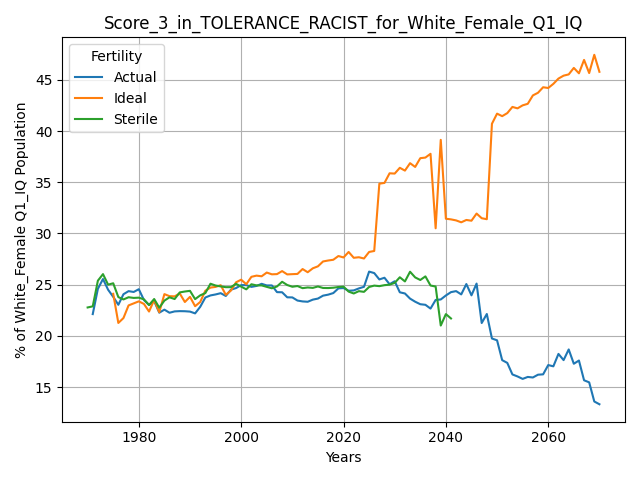 Score_3_in_TOLERANCE_RACIST_for_White_Female_Q1_IQ
Fertility
Actual
Ideal
Sterile
% of White_Female Q1_IQ Population
45
40
35
30
25
20
15
1980
2000
2020
2040
2060
Years